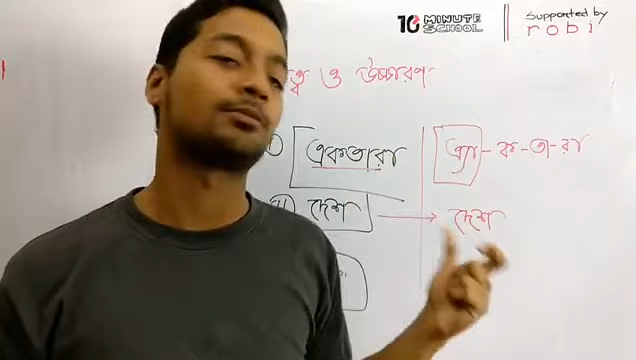 10 MINUTE SCHOOL
supported by
robi
ও উচ্চারণ
একতারা
এ্যা-ক-তা-রা
দেশ
দেশ